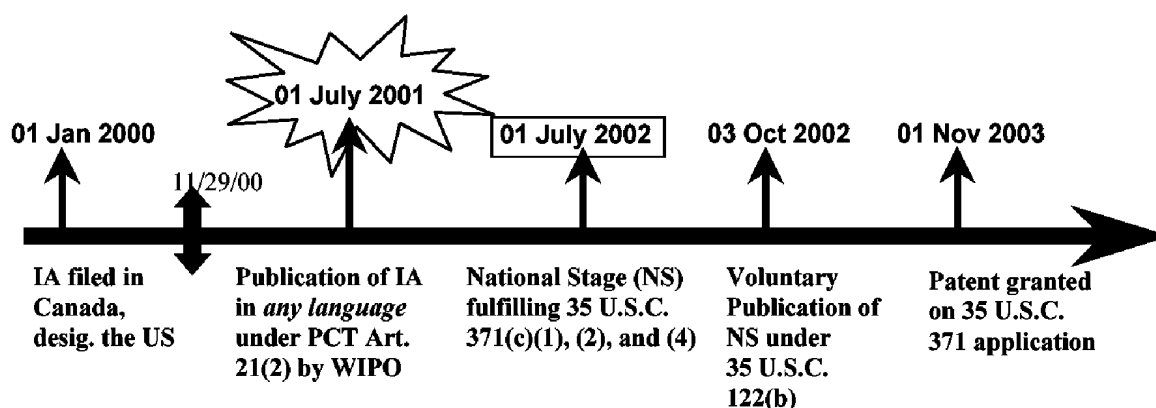 01 July 2001
01 Jan 2000
01 July 2002
03 Oct 2002
01 Nov 2003
11/29/00
IA filed in
Canada,
desig. the US
Publication of IA
in any language
under PCT Art.
21(2) by WIPO
National Stage (NS)
fulfilling 35 U.S.C.
371(c)(1), (2), and (4)
Voluntary
Publication of
NS under
35 U.S.C.
122(b)
Patent granted
on 35 U.S.C.
371 application